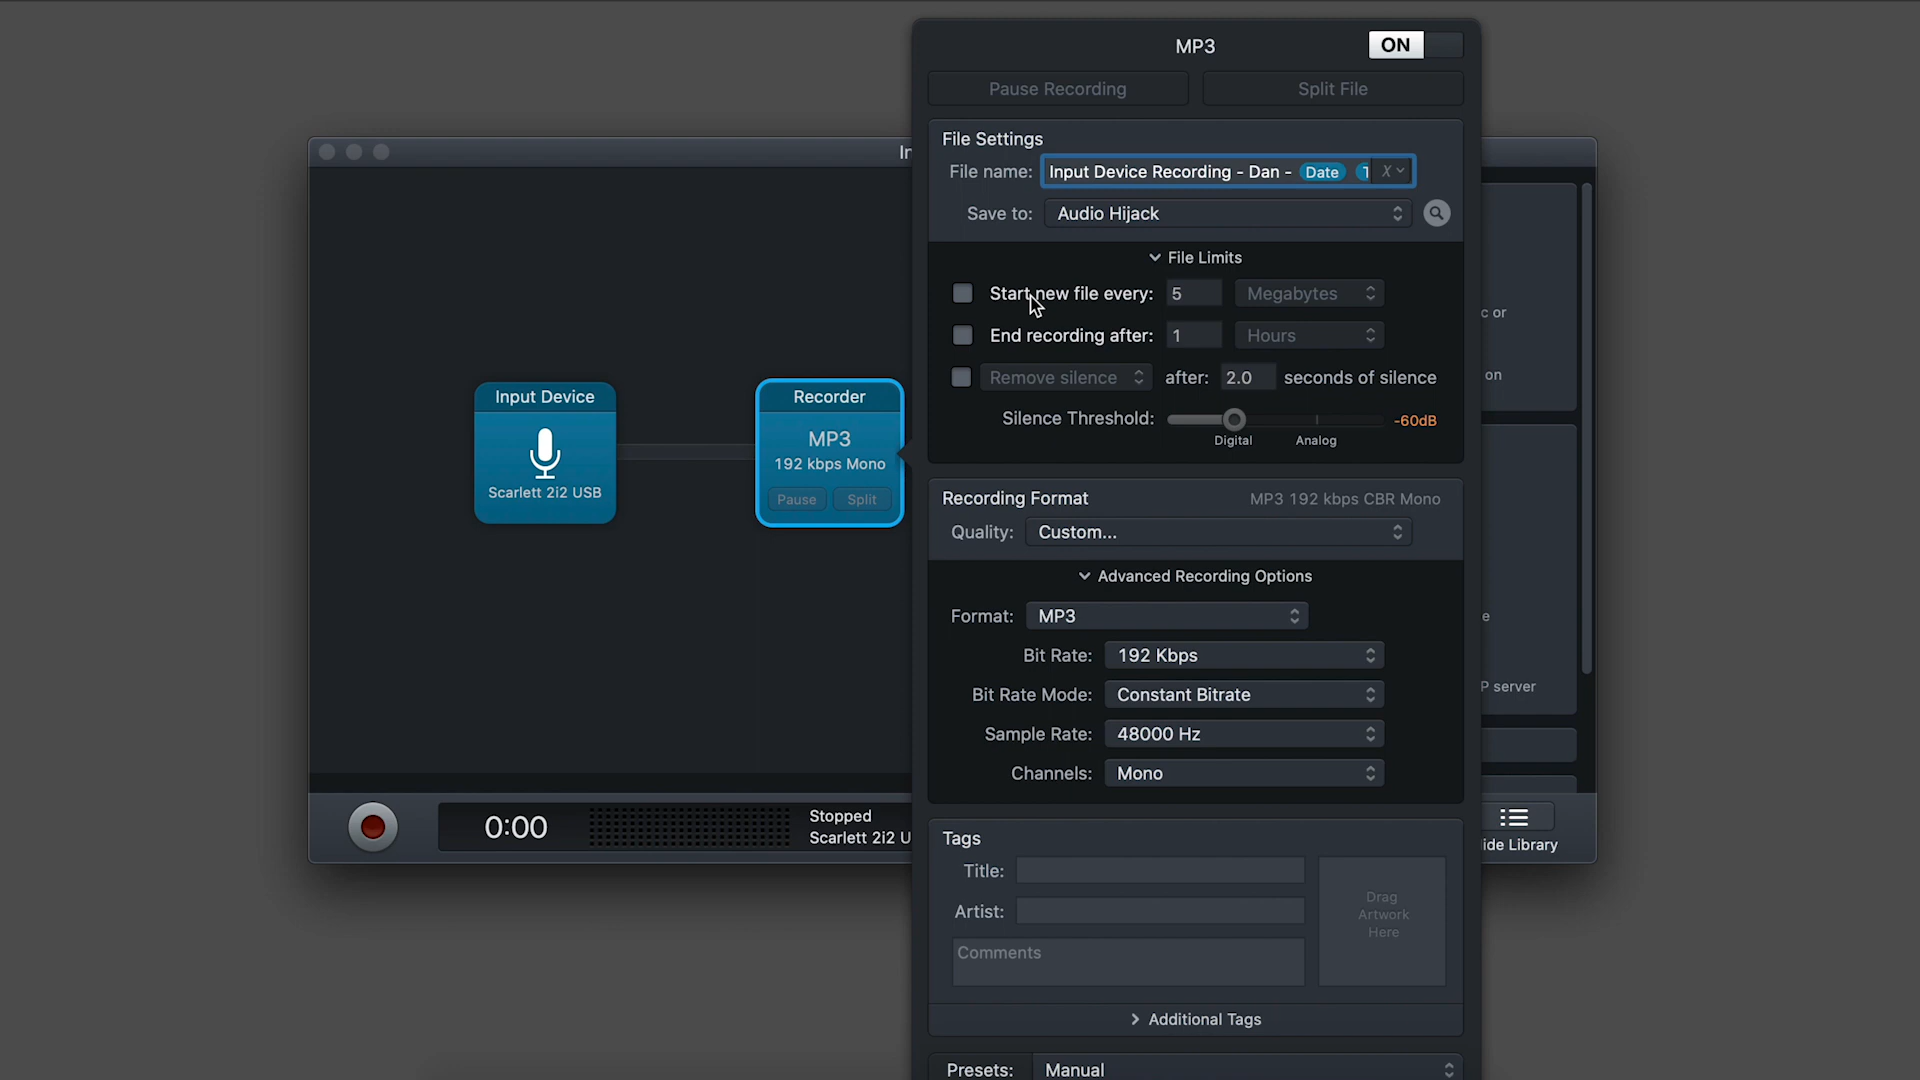 MP3
ON
Pause Recording
Split File
File Settings
File name: Input Device Recording - Dan - Date T
Save to: Audio Hijack
File Limits
Start new file every: 5 Megabytes
End recording after: 1 Hours
Remove silence after: 2.0 seconds of silence
Silence Threshold: -60dB
Digital Analog
Recording Format MP3 192 kbps CBR Mono
Quality: Custom...
Advanced Recording Options
Format: MP3
Bit Rate: 192 Kbps
Bit Rate Mode: Constant Bitrate
Sample Rate: 48000 Hz
Channels: Mono
Tags
Title:
Artist:
Comments
Drag
Artwork
Here
Additional Tags
Presets: Manual
In
Input Device
Scarlett 2i2 USB
Recorder
MP3
192 kbps Mono
Pause Split
0:00
Stopped
Scarlett 2i2 U
c or
on
e
P server
ide Library